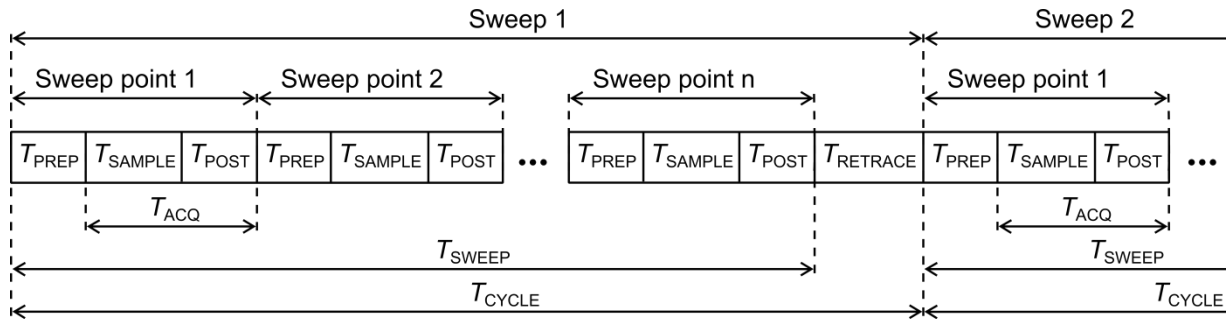 Sweep 1 Sweep 2
Sweep point 1 Sweep point 2 Sweep point n Sweep point 1
TPREP TSAMPLE TPOST TPREP TSAMPLE TPOST ••• TPREP TSAMPLE TPOST TRETRACE TPREP TSAMPLE TPOST •••
TACQ TACQ
TSWEEP TSWEEP
TCYCLE TCYCLE